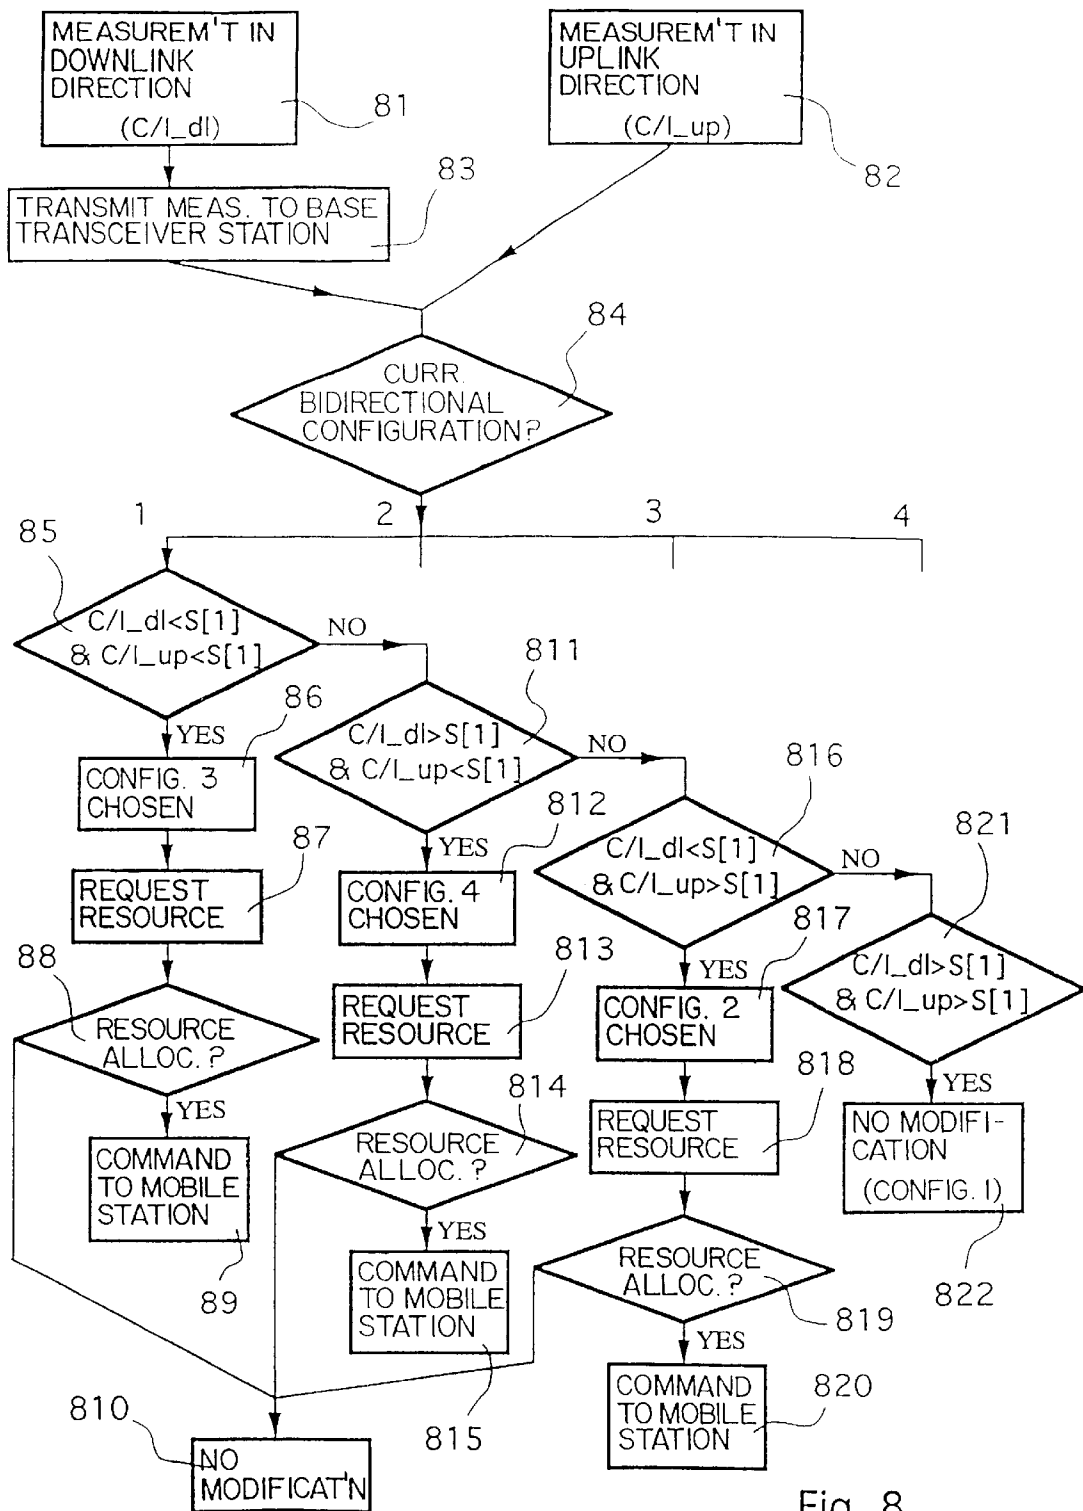 MEASUREM'T IN
DOWNLINK
DIRECTION
(C/I_dl)
81
MEASUREM'T IN
UPLINK
DIRECTION
(C/I_up)
82
83
TRANSMIT MEAS. TO BASE
TRANSCEIVER STATION
84
CURR.
BIDIRECTIONAL
CONFIGURATION?
1
2
3
4
85
C/I_dl<S[1]
& C/I_up<S[1]
NO
YES
86
CONFIG. 3
CHOSEN
87
REQUEST
RESOURCE
88
RESOURCE
ALLOC.?
YES
COMMAND
TO MOBILE
STATION
89
811
C/I_dl>S[1]
& C/I_up<S[1]
NO
YES
812
CONFIG. 4
CHOSEN
813
REQUEST
RESOURCE
814
RESOURCE
ALLOC.?
YES
COMMAND
TO MOBILE
STATION
815
816
C/I_dl<S[1]
& C/I_up>S[1]
NO
YES
817
CONFIG. 2
CHOSEN
818
REQUEST
RESOURCE
RESOURCE
ALLOC.?
819
YES
COMMAND
TO MOBILE
STATION
820
821
C/I_dl>S[1]
& C/I_up>S[1]
YES
NO MODIFI-
CATION
(CONFIG. 1)
822
810
NO
MODIFICAT'N
Fig. 8